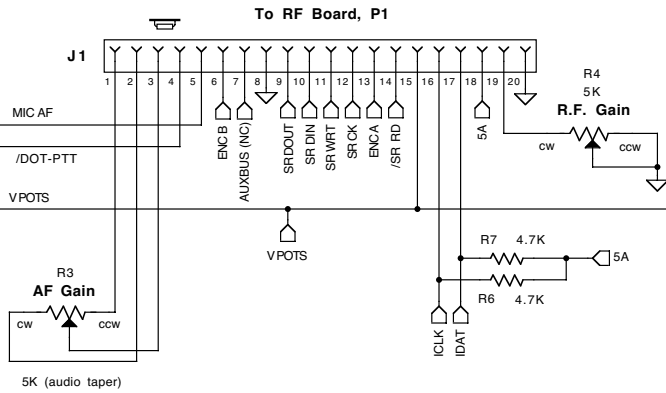 To RF Board, P1
J1
1 2 3 4 5 6 7 8 9 10 11 12 13 14 15 16 17 18 19 20
R4
5K
R.F. Gain
cw
ccw
MIC AF
/DOT-PTT
ENC B
AUXBUS (NC)
SRDOUT
SR DIN
SR WRT
SR CK
ENC A
/SR RD
5A
VPOTS
VPOTS
R7 4.7K
5A
R6 4.7K
ICLK
IDAT
R3
AF Gain
cw
ccw
5K (audio taper)